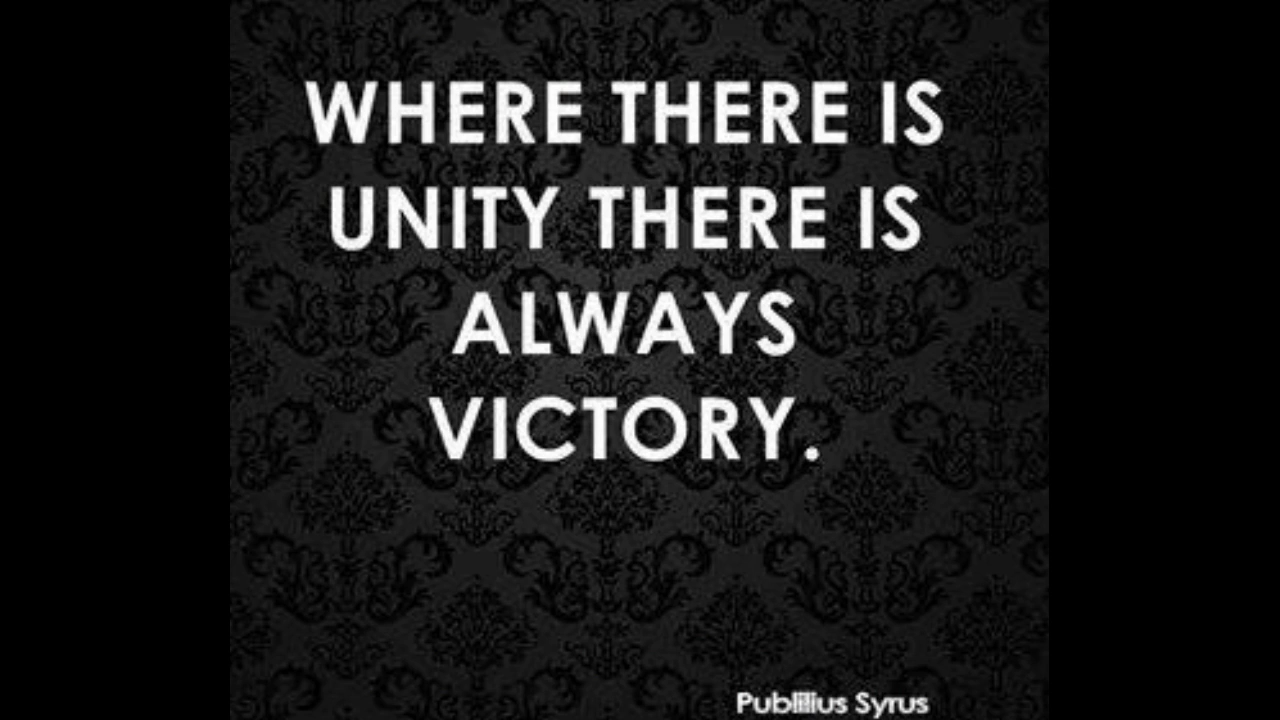 WHERE THERE IS
UNITY THERE IS
ALWAYS
VICTORY.
Publilius Syrus